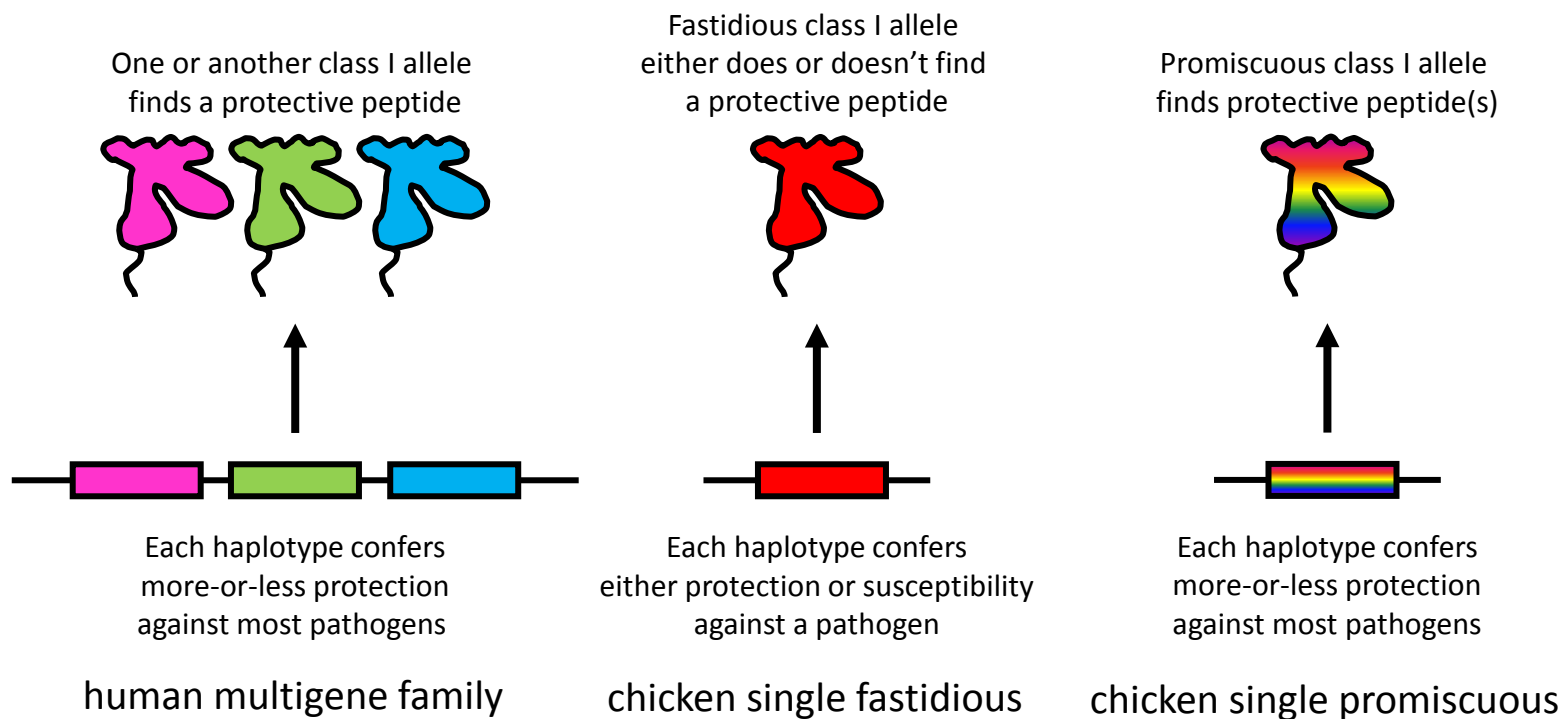 One or another class I allele
finds a protective peptide
Each haplotype confers
more-or-less protection
against most pathogens
human multigene family
Fastidious class I allele
either does or doesn't find
a protective peptide
Each haplotype confers
either protection or susceptibility
against a pathogen
chicken single fastidious
Promiscuous class I allele
finds protective peptide(s)
Each haplotype confers
more-or-less protection
against most pathogens
chicken single promiscuous